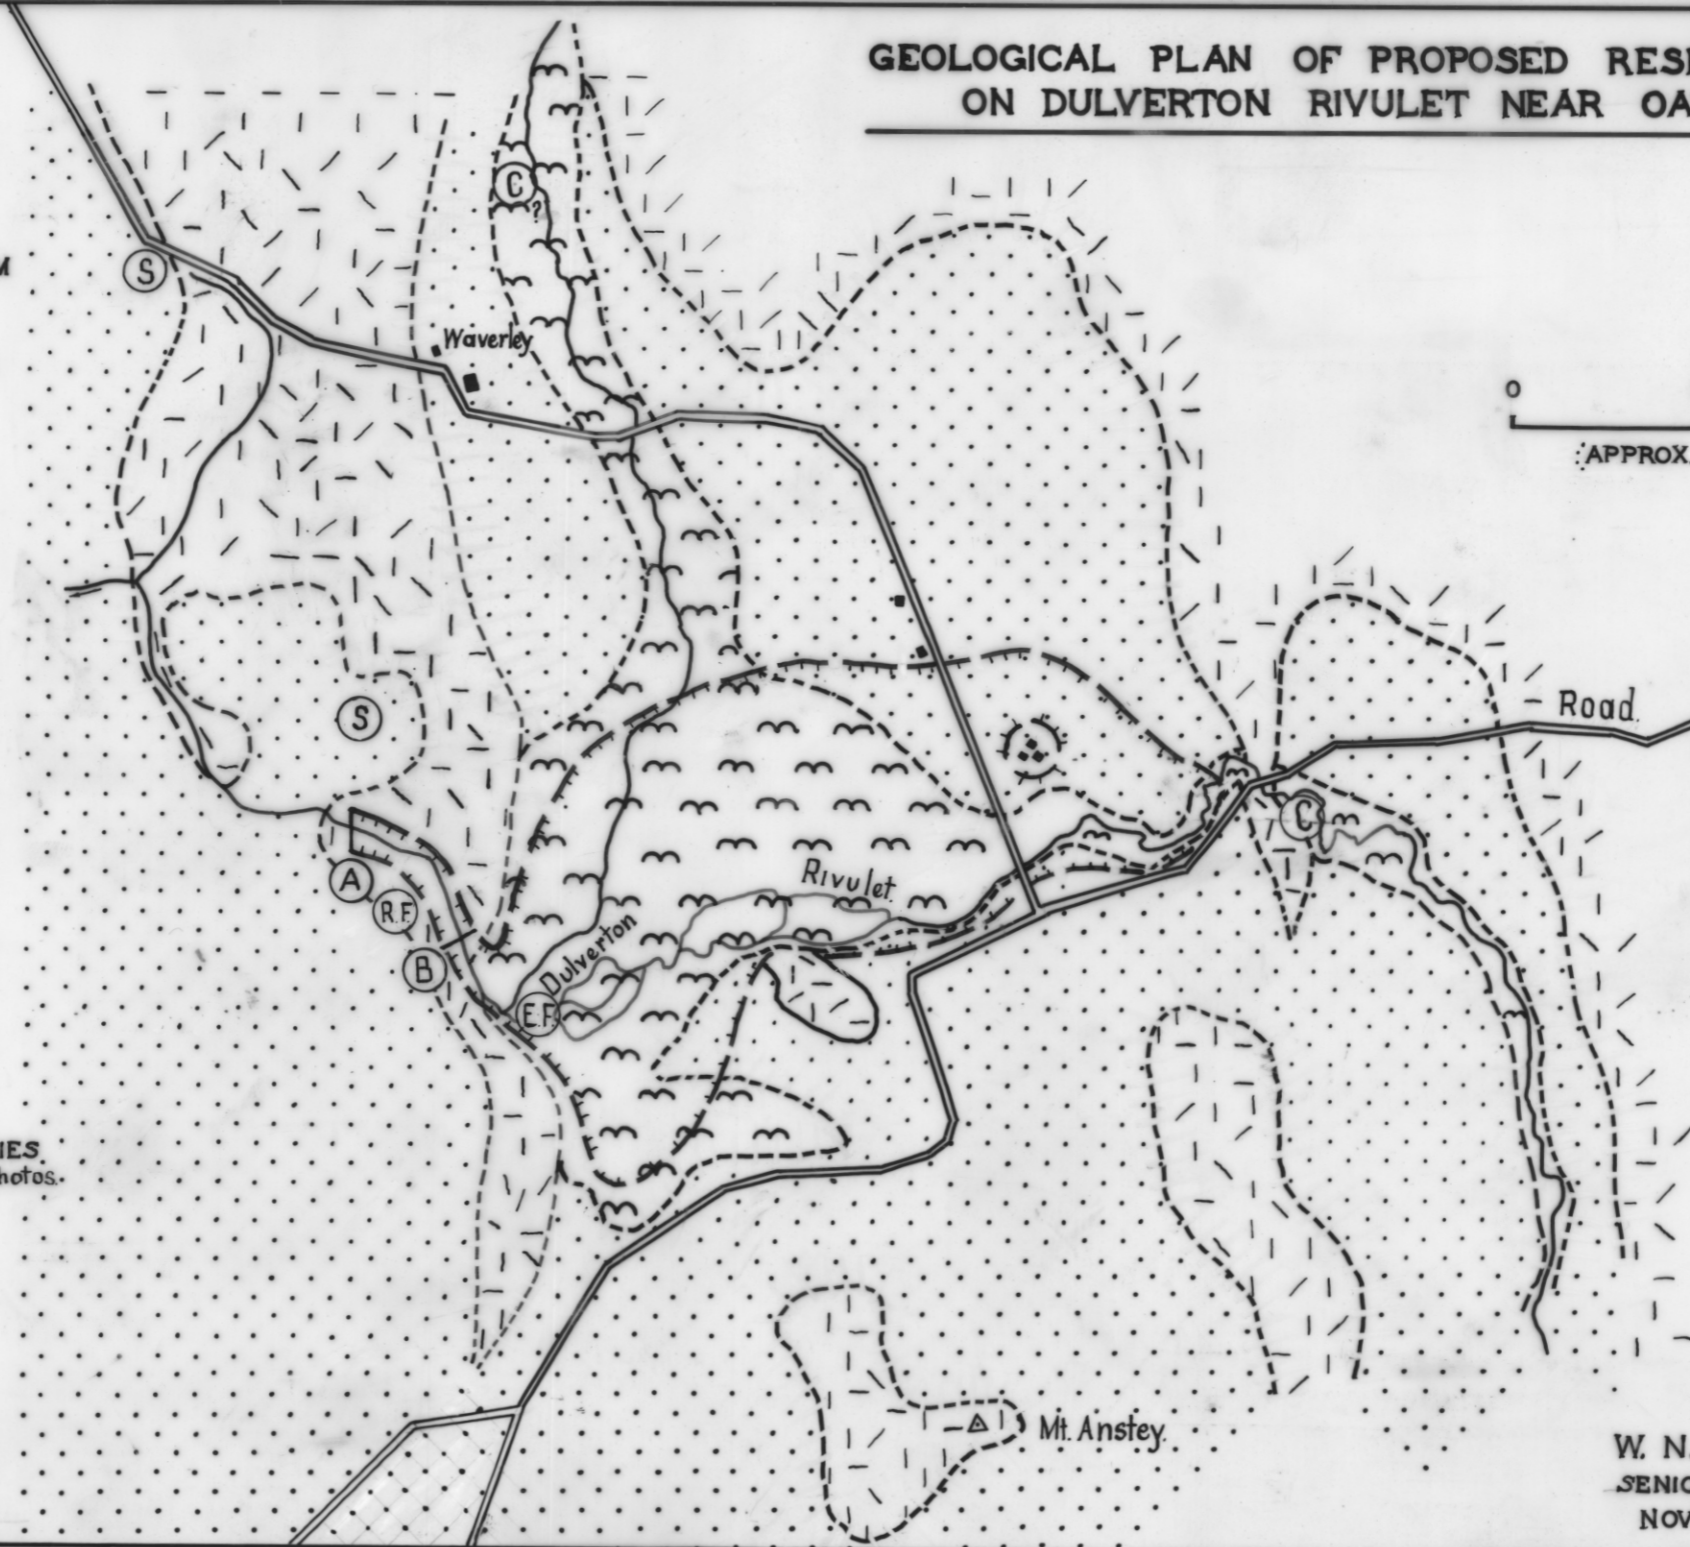 GEOLOGICAL PLAN OF PROPOSED RES
ON DULVERTON RIVULET NEAR OA
C
?
M
S
Waverley
O
APPROX.
S
Road.
C
Rivulet.
A
R.F.
B
Dulverton
E.F.
IES.
hotos.
Mt. Anstey.
W. N.
SENIO
NOV